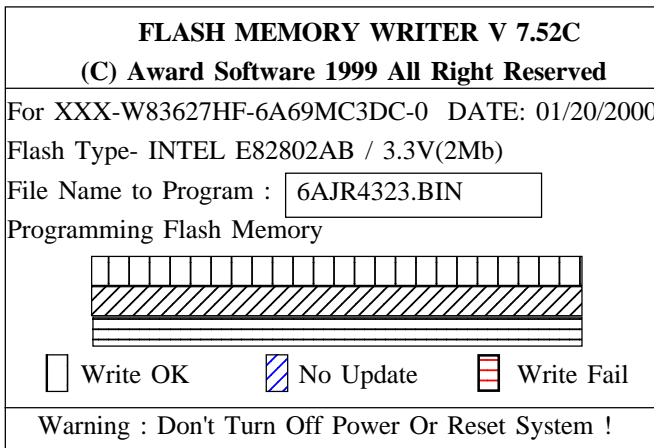 FLASH MEMORY WRITER V 7.52C
(C) Award Software 1999 All Right Reserved
For XXX-W83627HF-6A69MC3DC-0 DATE: 01/20/2000
Flash Type- INTEL E82802AB / 3.3V(2Mb)
File Name to Program : 6AJR4323.BIN
Programming Flash Memory
Write OK No Update Write Fail
Warning : Don't Turn Off Power Or Reset System !